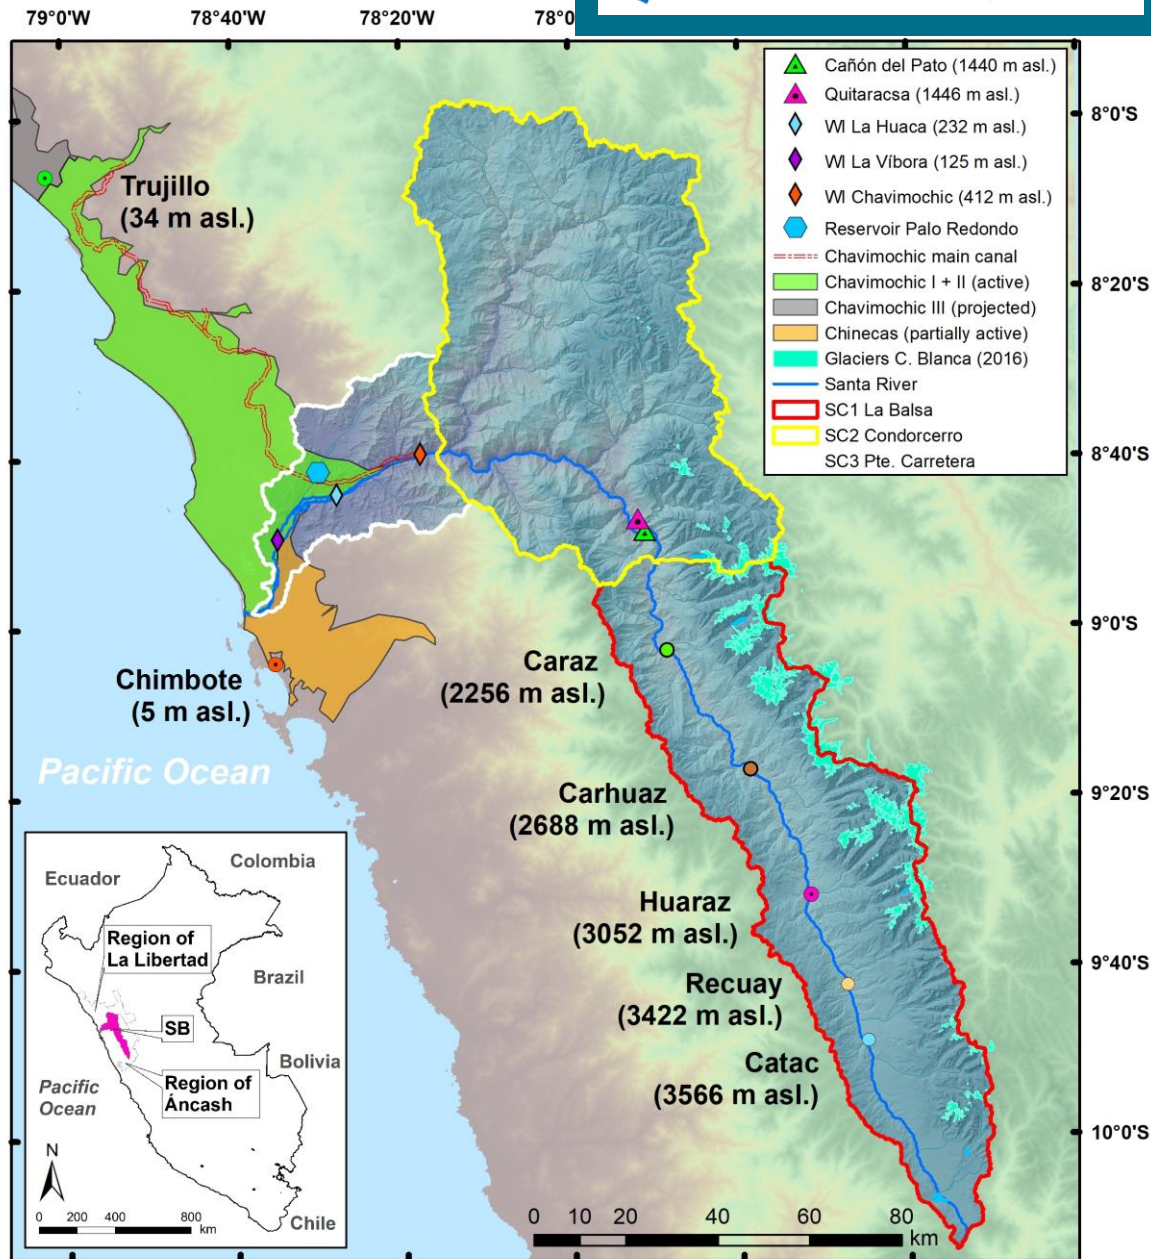 79°0'W 78°40'W 78°20'W 78°0'
Cañón del Pato (1440 m asl.)
Quitaracsa (1446 m asl.)
WI La Huaca (232 m asl.)
WI La Víbora (125 m asl.)
WI Chavimochic (412 m asl.)
Reservoir Palo Redondo
Chavimochic main canal
Chavimochic I + II (active)
Chavimochic III (projected)
Chinecas (partially active)
Glaciers C. Blanca (2016)
Santa River
SC1 La Balsa
SC2 Condorcerro
SC3 Pte. Carretera
8°0'S
8°20'S
8°40'S
9°0'S
9°20'S
9°40'S
10°0'S
Trujillo
(34 m asl.)
Chimbote
(5 m asl.)
Pacific Ocean
Caraz
(2256 m asl.)
Carhuaz
(2688 m asl.)
Huaraz
(3052 m asl.)
Recuay
(3422 m asl.)
Catac
(3566 m asl.)
Colombia
Ecuador
Region of
La Libertad
Brazil
SB
Bolivia
Region of
Áncash
Pacific
Ocean
N
Chile
0 200 400 800
km
0 10 20 40 60 80
km